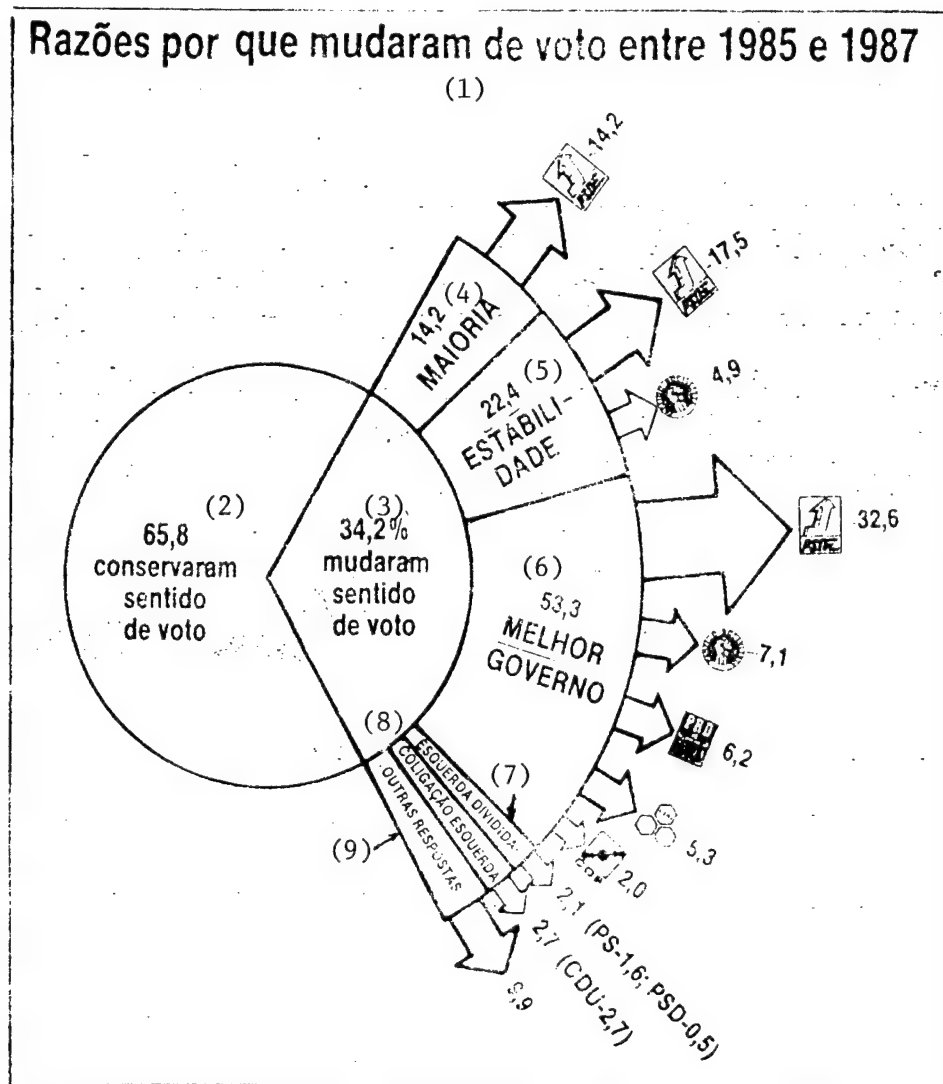 Razões por que mudaram de voto entre 1985 e 1987
(1)
14,2
17,5
4,9
32,6
7,1
6,2
5,3
2,0
2,1 (PS-1,6; PSD-0,5)
2,7 (CDU-2,7)
9,9
(2)
65,8
conservaram
sentido
de voto
(3)
34,2%
mudaram
sentido
de voto
(4)
14,2
MAIORIA
(5)
22,4
ESTABILI-
DADE
(6)
53,3
MELHOR
GOVERNO
(7)
ESQUERDA DIVIDIDA
(8)
COLIGAÇÃO ESQUERDA
(9)
OUTRAS RESPOSTAS
PRD